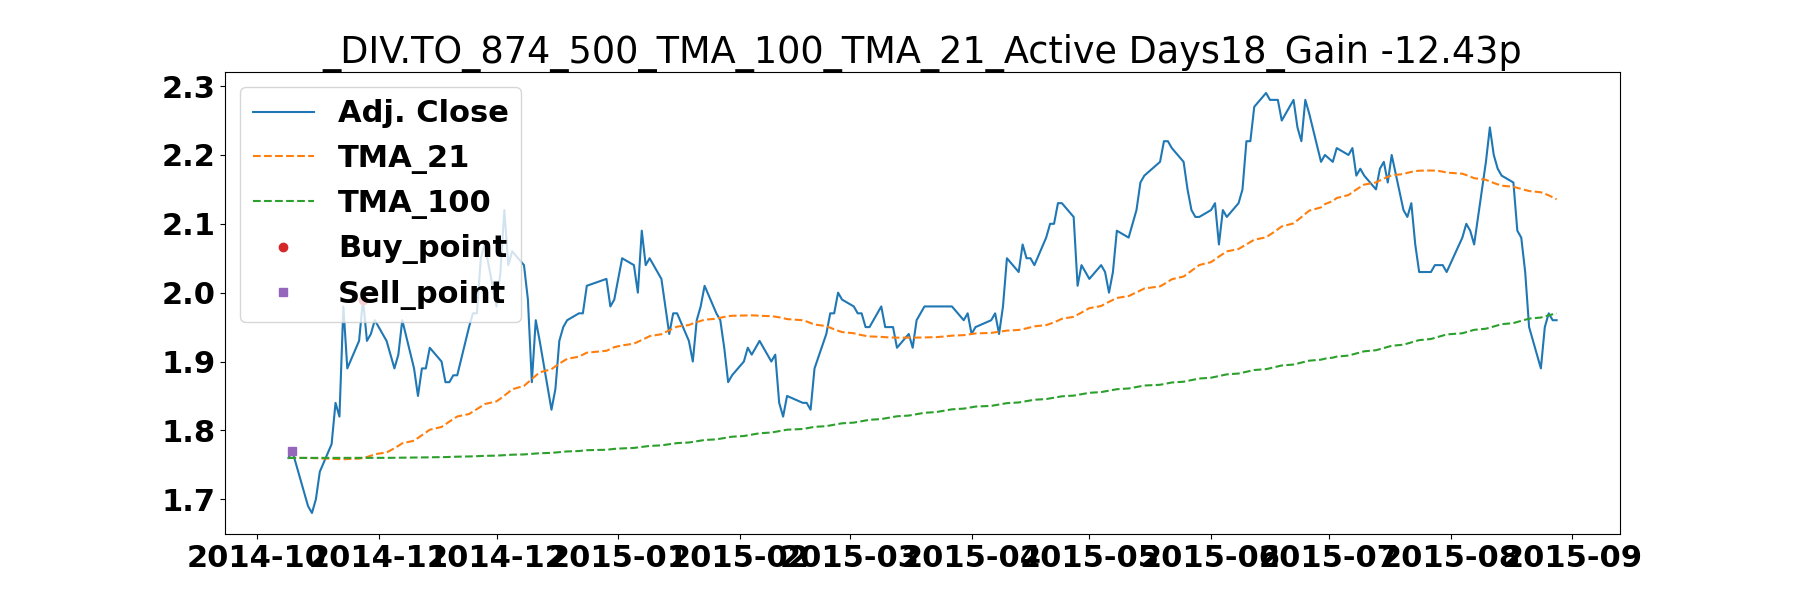 _DIV.TO_874_500_TMA_100_TMA_21_Active Days18_Gain -12.43p
2.3
2.2
2.1
2.0
1.9
1.8
1.7
Adj. Close
TMA_21
TMA_100
Buy_point
Sell_point
2014-10 2014-11 2014-12 2015-01 2015-02 2015-03 2015-04 2015-05 2015-06 2015-07 2015-08 2015-09